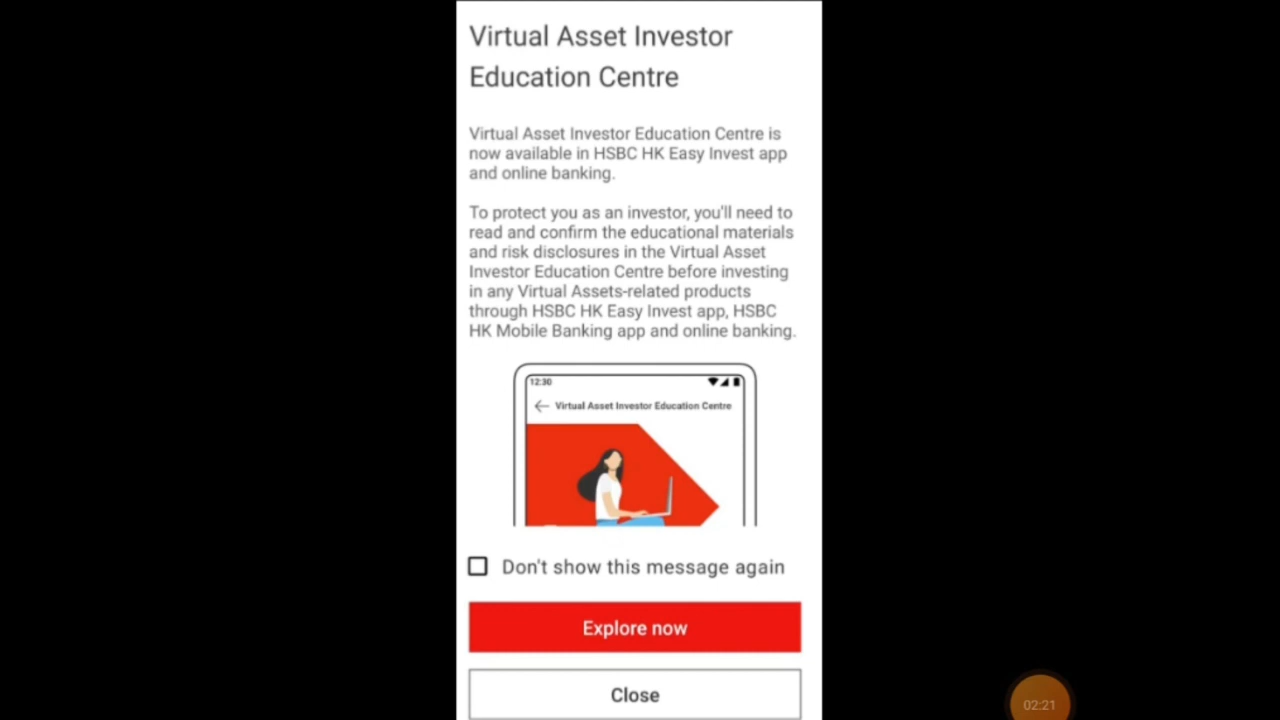 Virtual Asset Investor
Education Centre
Virtual Asset Investor Education Centre is
now available in HSBC HK Easy Invest app
and online banking.
To protect you as an investor, you'll need to
read and confirm the educational materials
and risk disclosures in the Virtual Asset
Investor Education Centre before investing
in any Virtual Assets-related products
through HSBC HK Easy Invest app, HSBC
HK Mobile Banking app and online banking.
12:30
Virtual Asset Investor Education Centre
Don't show this message again
Explore now
Close
02:21